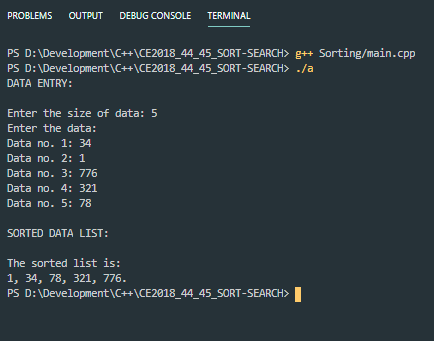 PROBLEMS OUTPUT DEBUG CONSOLE TERMINAL
PS D:\Development\C++\CE2018_44_45_SORT-SEARCH> g++ Sorting/main.cpp
PS D:\Development\C++\CE2018_44_45_SORT-SEARCH> ./a
DATA ENTRY:
Enter the size of data: 5
Enter the data:
Data no. 1: 34
Data no. 2: 1
Data no. 3: 776
Data no. 4: 321
Data no. 5: 78
SORTED DATA LIST:
The sorted list is:
1, 34, 78, 321, 776.
PS D:\Development\C++\CE2018_44_45_SORT-SEARCH>